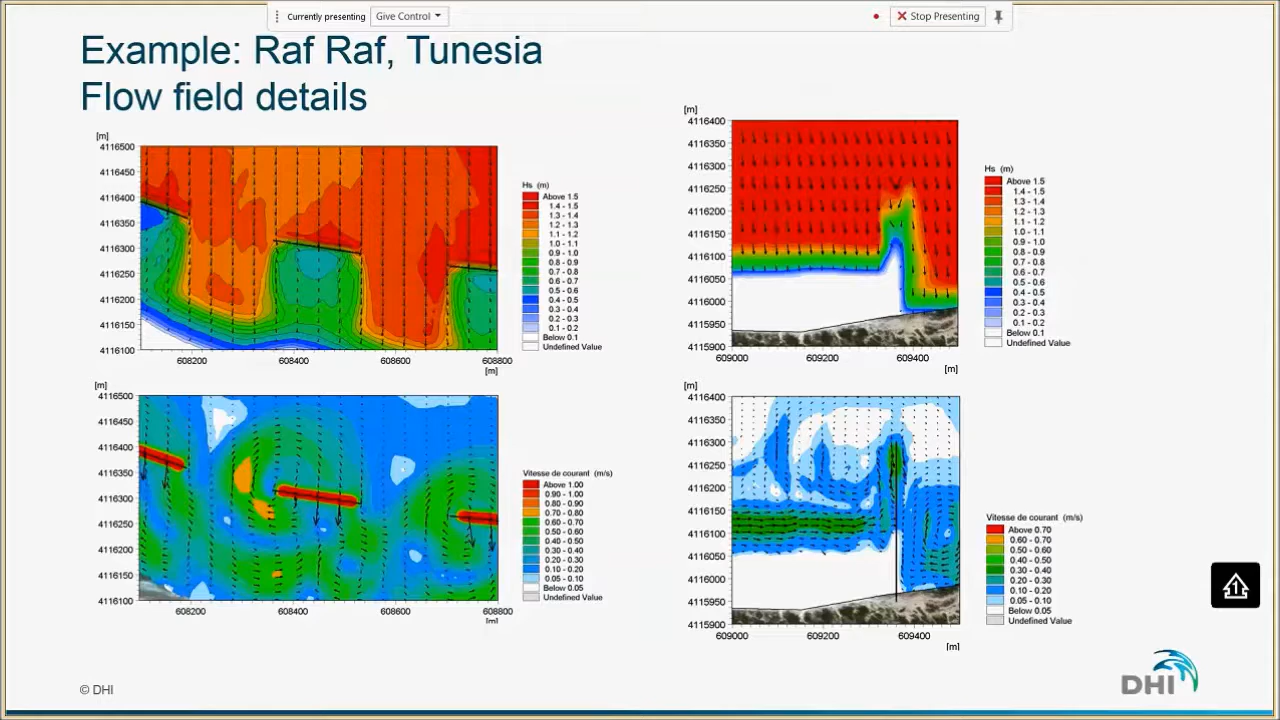 Currently presenting
Give Control
Stop Presenting
Example: Raf Raf, Tunesia
Flow field details
[m]
4116500
4116450
4116400
4116350
4116300
4116250
4116200
4116150
4116100
608200
608400
608600
608800
[m]
Hs (m)
Above 1.5
1.4 - 1.5
1.3 - 1.4
1.2 - 1.3
1.1 - 1.2
1.0 - 1.1
0.9 - 1.0
0.8 - 0.9
0.7 - 0.8
0.6 - 0.7
0.5 - 0.6
0.4 - 0.5
0.3 - 0.4
0.2 - 0.3
0.1 - 0.2
Below 0.1
Undefined Value
[m]
4116400
4116350
4116300
4116250
4116200
4116150
4116100
4116050
4116000
4115950
4115900
609000
609200
609400
[m]
Hs (m)
Above 1.5
1.4 - 1.5
1.3 - 1.4
1.2 - 1.3
1.1 - 1.2
1.0 - 1.1
0.9 - 1.0
0.8 - 0.9
0.7 - 0.8
0.6 - 0.7
0.5 - 0.6
0.4 - 0.5
0.3 - 0.4
0.2 - 0.3
0.1 - 0.2
Below 0.1
Undefined Value
[m]
4116500
4116450
4116400
4116350
4116300
4116250
4116200
4116150
4116100
608200
608400
608600
608800
[m]
Vitesse de courant (m/s)
Above 1.00
0.90 - 1.00
0.80 - 0.90
0.70 - 0.80
0.60 - 0.70
0.50 - 0.60
0.40 - 0.50
0.30 - 0.40
0.20 - 0.30
0.10 - 0.20
0.05 - 0.10
Below 0.05
Undefined Value
[m]
4116400
4116350
4116300
4116250
4116200
4116150
4116100
4116050
4116000
4115950
4115900
609000
609200
609400
[m]
Vitesse de courant (m/s)
Above 0.70
0.60 - 0.70
0.50 - 0.60
0.40 - 0.50
0.30 - 0.40
0.20 - 0.30
0.10 - 0.20
0.05 - 0.10
Below 0.05
Undefined Value
1
© DHI
DHI